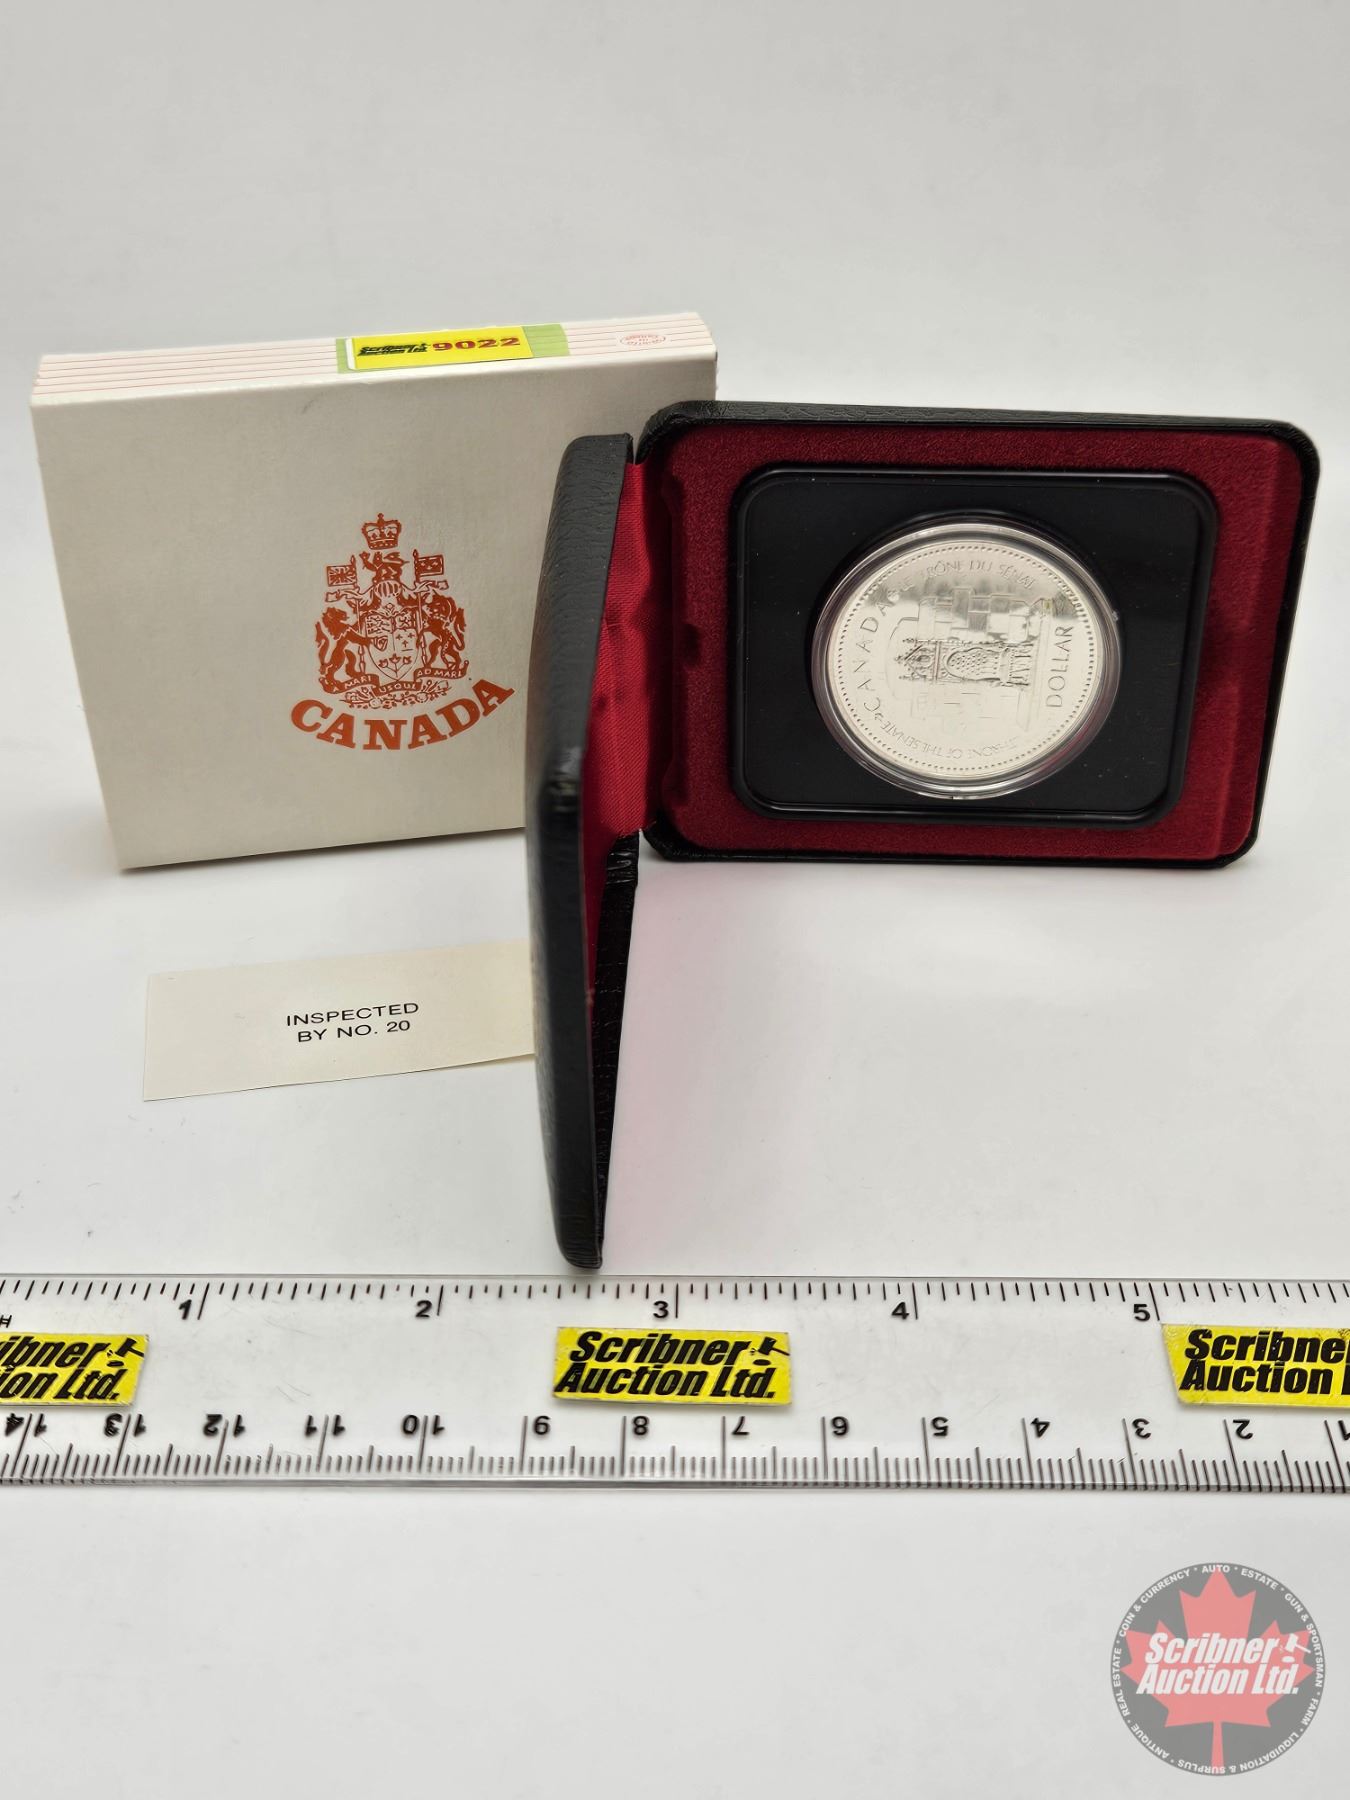 Scribner Auction Ltd. 9022
A MARI USQUE AD MARE
CANADA
LE TRÔNE DU SÉNAT
CANADA
DOLLAR
THRONE OF THE SENATE
INSPECTED
BY NO. 20
1 2 3 4 5
Scribner
Auction Ltd.
Scribner
Auction Ltd.
Scribner
Auction
14 13 12 11 10 9 8 7 6 5 4 3 2 1
COIN & CURRENCY · AUTO · ESTATE · GUN & SPORTSMAN · FARM · LIQUIDATION & SURPLUS · ANTIQUE · REAL ESTATE ·
Scribner
Auction Ltd.